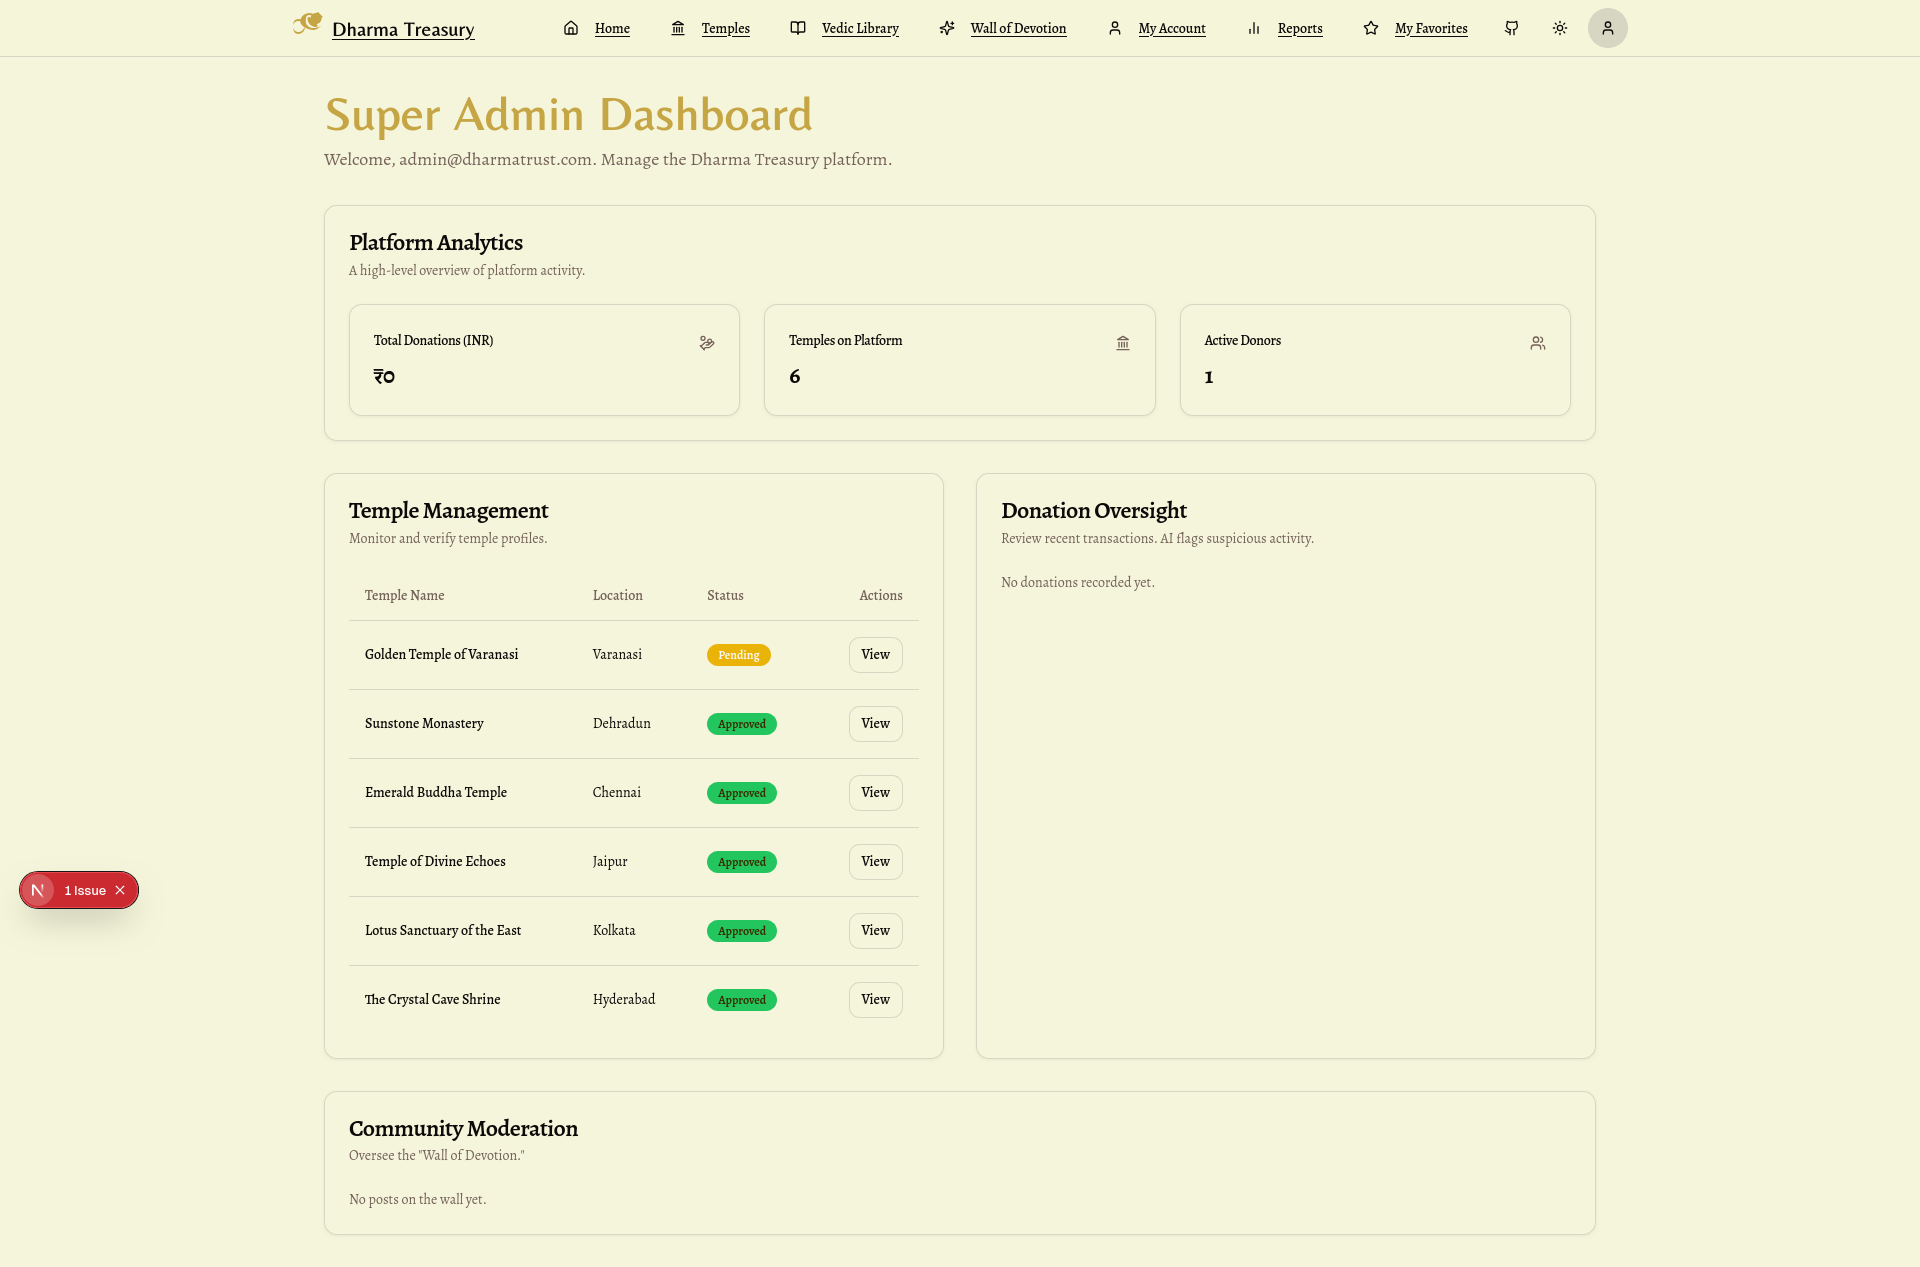 Dharma Treasury
Home
Temples
Vedic Library
Wall of Devotion
My Account
Reports
My Favorites
Super Admin Dashboard
Welcome, admin@dharmatrust.com. Manage the Dharma Treasury platform.
Platform Analytics
A high-level overview of platform activity.
Total Donations (INR)
₹0
Temples on Platform
6
Active Donors
1
Temple Management
Monitor and verify temple profiles.
Temple Name Location Status Actions
Golden Temple of Varanasi Varanasi Pending View
Sunstone Monastery Dehradun Approved View
Emerald Buddha Temple Chennai Approved View
Temple of Divine Echoes Jaipur Approved View
Lotus Sanctuary of the East Kolkata Approved View
The Crystal Cave Shrine Hyderabad Approved View
Donation Oversight
Review recent transactions. AI flags suspicious activity.
No donations recorded yet.
N 1 Issue
Community Moderation
Oversee the "Wall of Devotion."
No posts on the wall yet.